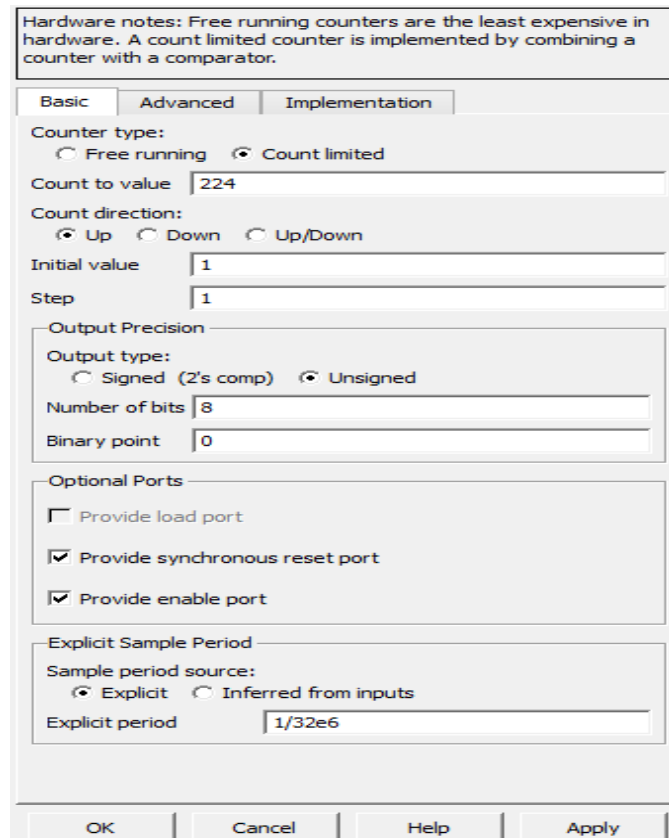 Hardware notes: Free running counters are the least expensive in
hardware. A count limited counter is implemented by combining a
counter with a comparator.
Basic Advanced Implementation
Counter type:
Free running Count limited
Count to value 224
Count direction:
Up Down Up/Down
Initial value 1
Step 1
Output Precision
Output type:
Signed (2's comp) Unsigned
Number of bits 8
Binary point 0
Optional Ports
Provide load port
Provide synchronous reset port
Provide enable port
Explicit Sample Period
Sample period source:
Explicit Inferred from inputs
Explicit period 1/32e6
OK Cancel Help Apply